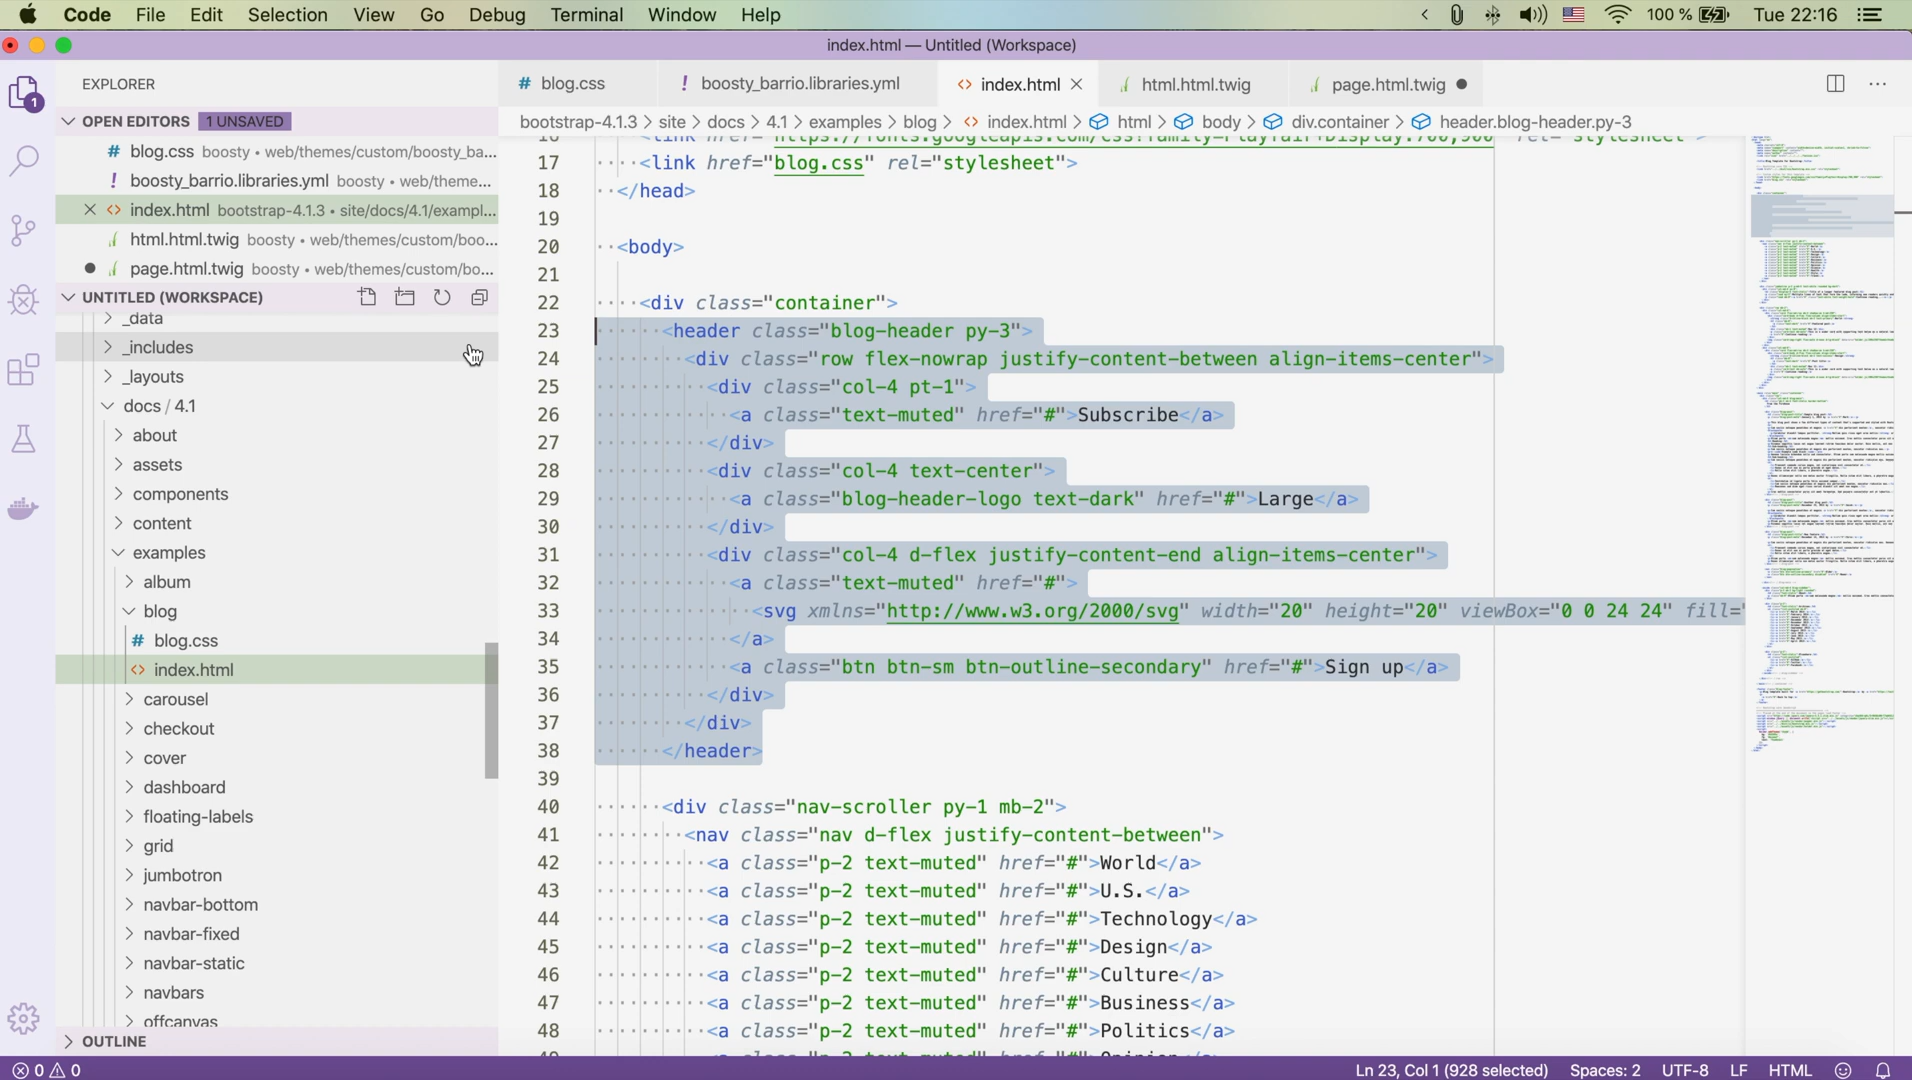 Code File Edit Selection View Go Debug Terminal Window Help 100 % Tue 22:16
index.html — Untitled (Workspace)
EXPLORER
# blog.css ! boosty_barrio.libraries.yml <> index.html html.html.twig page.html.twig
1
OPEN EDITORS 1 UNSAVED
bootstrap-4.1.3 > site > docs > 4.1 > examples > blog > <> index.html > html > body > div.container > header.blog-header.py-3
# blog.css boosty • web/themes/custom/boosty_ba...
! boosty_barrio.libraries.yml boosty • web/theme...
<> index.html bootstrap-4.1.3 • site/docs/4.1/exampl...
html.html.twig boosty • web/themes/custom/boo...
page.html.twig boosty • web/themes/custom/bo...
UNTITLED (WORKSPACE)
_data
_includes
_layouts
docs / 4.1
about
assets
components
content
examples
album
blog
# blog.css
<> index.html
carousel
checkout
cover
dashboard
floating-labels
grid
jumbotron
navbar-bottom
navbar-fixed
navbar-static
navbars
offcanvas
OUTLINE
17 <link href="blog.css" rel="stylesheet">
18 </head>
19
20 <body>
21
22 <div class="container">
23 <header class="blog-header py-3">
24 <div class="row flex-nowrap justify-content-between align-items-center">
25 <div class="col-4 pt-1">
26 <a class="text-muted" href="#">Subscribe</a>
27 </div>
28 <div class="col-4 text-center">
29 <a class="blog-header-logo text-dark" href="#">Large</a>
30 </div>
31 <div class="col-4 d-flex justify-content-end align-items-center">
32 <a class="text-muted" href="#">
33 <svg xmlns="http://www.w3.org/2000/svg" width="20" height="20" viewBox="0 0 24 24" fill="
34 </a>
35 <a class="btn btn-sm btn-outline-secondary" href="#">Sign up</a>
36 </div>
37 </div>
38 </header>
39
40 <div class="nav-scroller py-1 mb-2">
41 <nav class="nav d-flex justify-content-between">
42 <a class="p-2 text-muted" href="#">World</a>
43 <a class="p-2 text-muted" href="#">U.S.</a>
44 <a class="p-2 text-muted" href="#">Technology</a>
45 <a class="p-2 text-muted" href="#">Design</a>
46 <a class="p-2 text-muted" href="#">Culture</a>
47 <a class="p-2 text-muted" href="#">Business</a>
48 <a class="p-2 text-muted" href="#">Politics</a>
0 0 Ln 23, Col 1 (928 selected) Spaces: 2 UTF-8 LF HTML